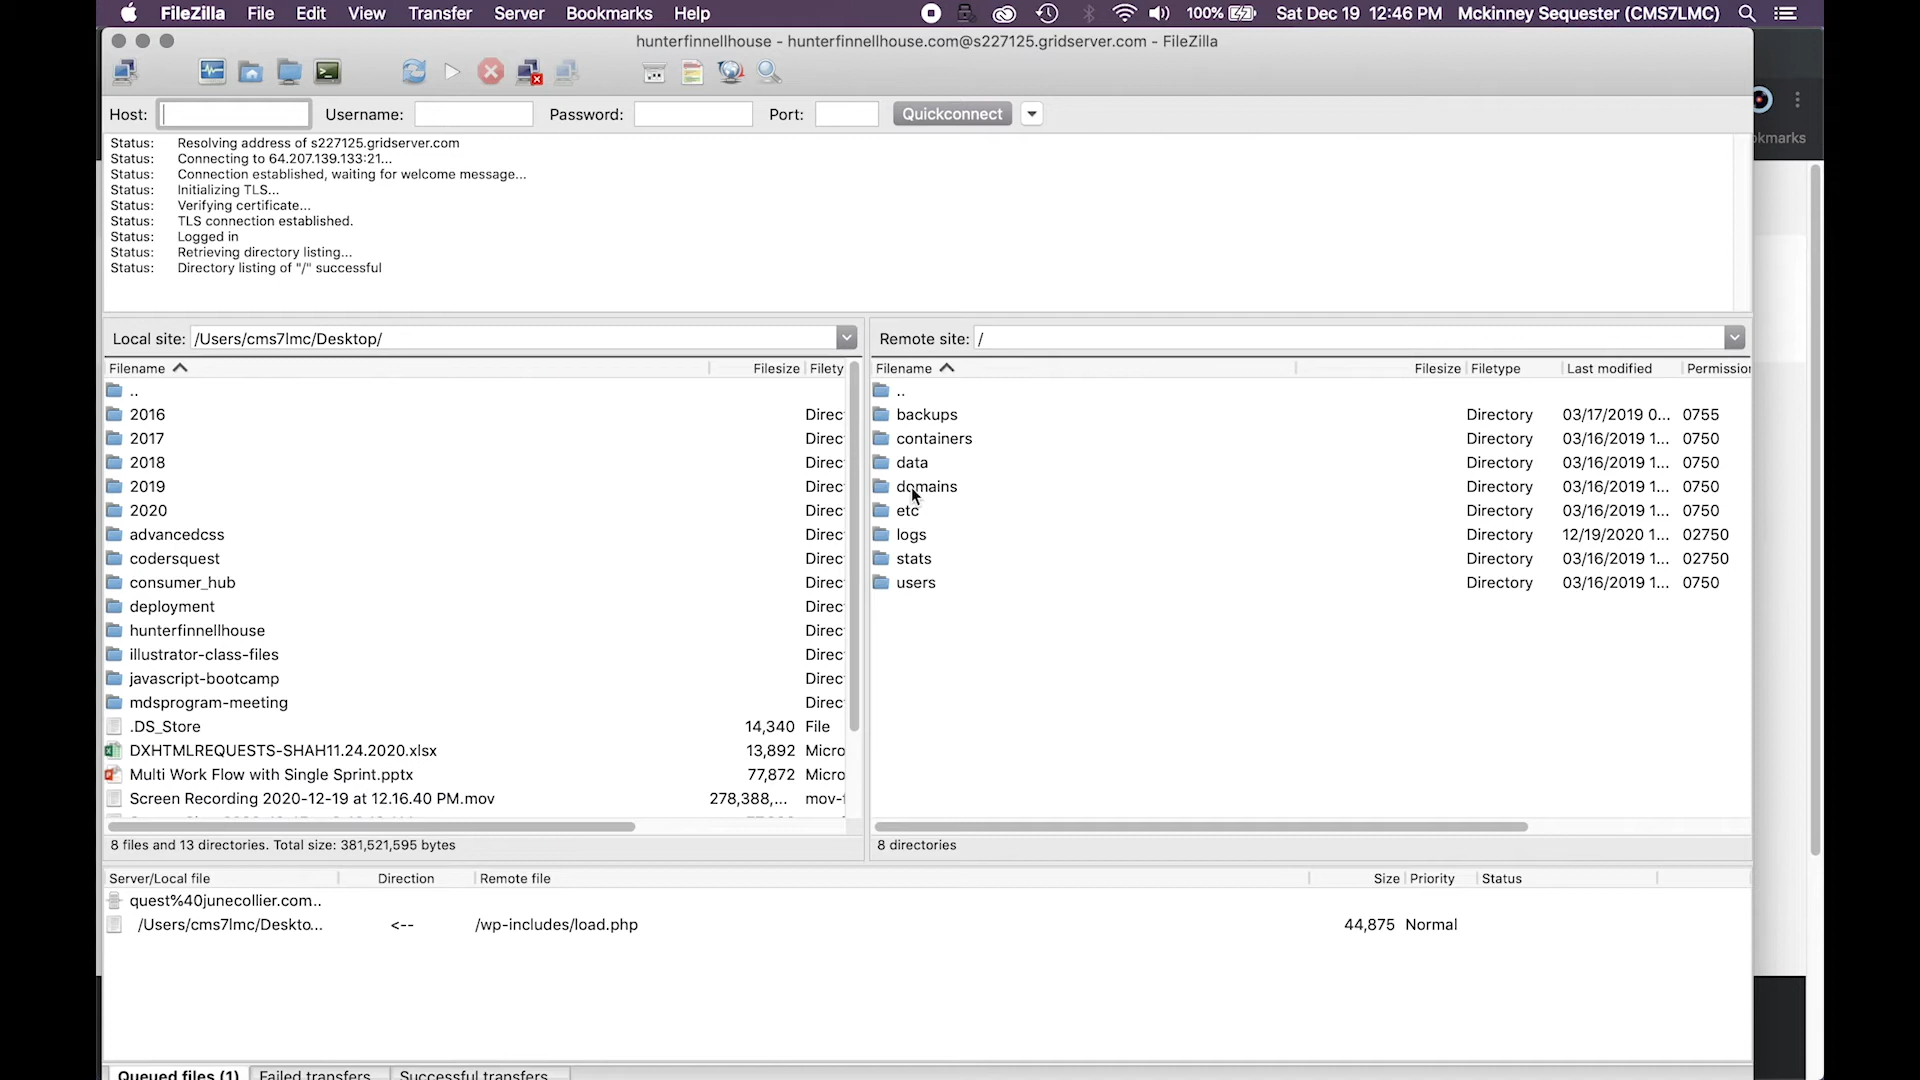 FileZilla File Edit View Transfer Server Bookmarks Help 100% Sat Dec 19 12:46 PM Mckinney Sequester (CMS7LMC)
hunterfinnellhouse - hunterfinnellhouse.com@s227125.gridserver.com - FileZilla
Host: Username: Password: Port: Quickconnect
Status: Resolving address of s227125.gridserver.com
Status: Connecting to 64.207.139.133:21...
Status: Connection established, waiting for welcome message...
Status: Initializing TLS...
Status: Verifying certificate...
Status: TLS connection established.
Status: Logged in
Status: Retrieving directory listing...
Status: Directory listing of "/" successful
Local site: /Users/cms7lmc/Desktop/
Filename Filesize Filety
..
2016 Direc
2017 Direc
2018 Direc
2019 Direc
2020 Direc
advancedcss Direc
codersquest Direc
consumer_hub Direc
deployment Direc
hunterfinnellhouse Direc
illustrator-class-files Direc
javascript-bootcamp Direc
mdsprogram-meeting Direc
.DS_Store 14,340 File
DXHTMLREQUESTS-SHAH11.24.2020.xlsx 13,892 Micro
Multi Work Flow with Single Sprint.pptx 77,872 Micro
Screen Recording 2020-12-19 at 12.16.40 PM.mov 278,388,... mov-
8 files and 13 directories. Total size: 381,521,595 bytes
Remote site: /
Filename Filesize Filetype Last modified Permission
..
backups Directory 03/17/2019 0... 0755
containers Directory 03/16/2019 1... 0750
data Directory 03/16/2019 1... 0750
domains Directory 03/16/2019 1... 0750
etc Directory 03/16/2019 1... 0750
logs Directory 12/19/2020 1... 02750
stats Directory 03/16/2019 1... 02750
users Directory 03/16/2019 1... 0750
8 directories
Server/Local file Direction Remote file Size Priority Status
quest%40junecollier.com..
/Users/cms7lmc/Deskto... <-- /wp-includes/load.php 44,875 Normal
Queued files (1) Failed transfers Successful transfers
kmarks